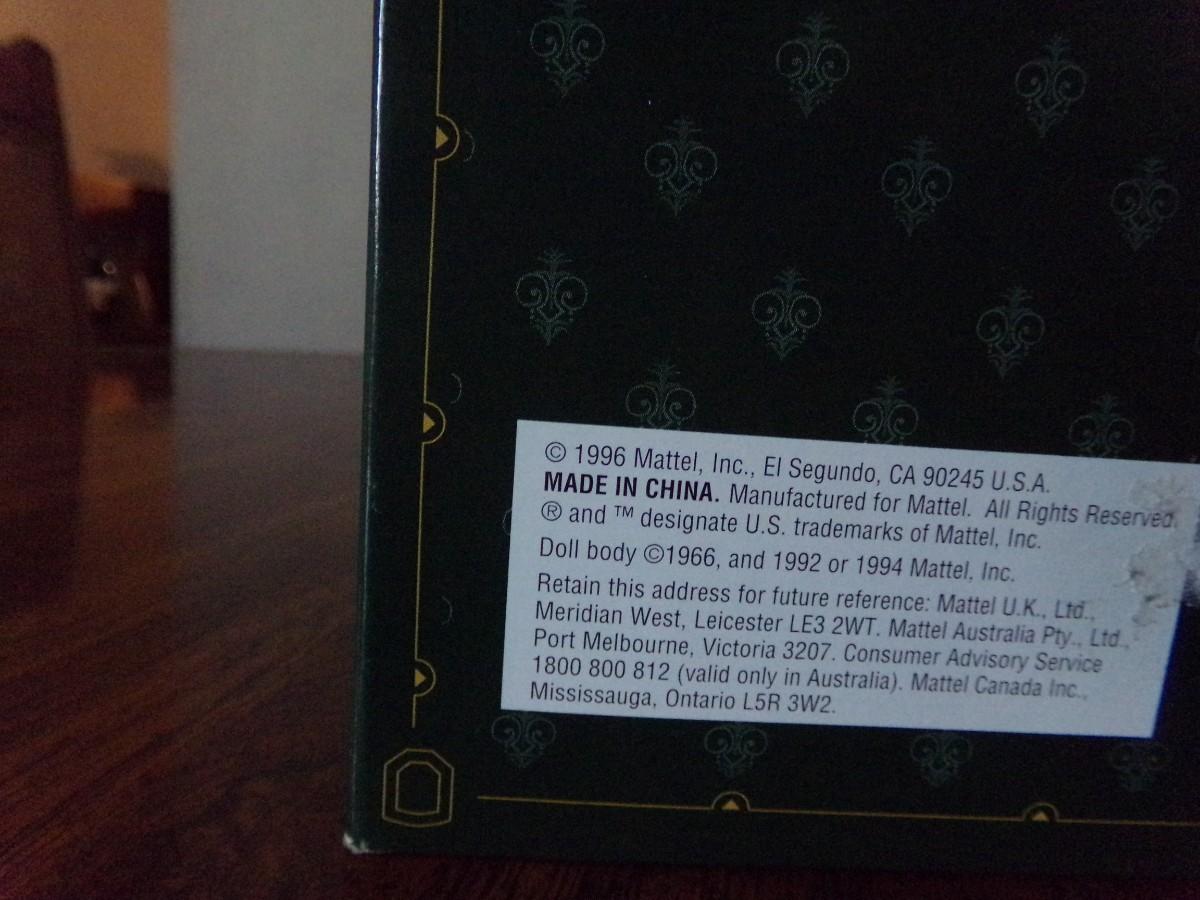 © 1996 Mattel, Inc., El Segundo, CA 90245 U.S.A.
MADE IN CHINA. Manufactured for Mattel. All Rights Reserved.
® and ™ designate U.S. trademarks of Mattel, Inc.
Doll body ©1966, and 1992 or 1994 Mattel, Inc.
Retain this address for future reference: Mattel U.K., Ltd.,
Meridian West, Leicester LE3 2WT. Mattel Australia Pty., Ltd.,
Port Melbourne, Victoria 3207. Consumer Advisory Service
1800 800 812 (valid only in Australia). Mattel Canada Inc.,
Mississauga, Ontario L5R 3W2.